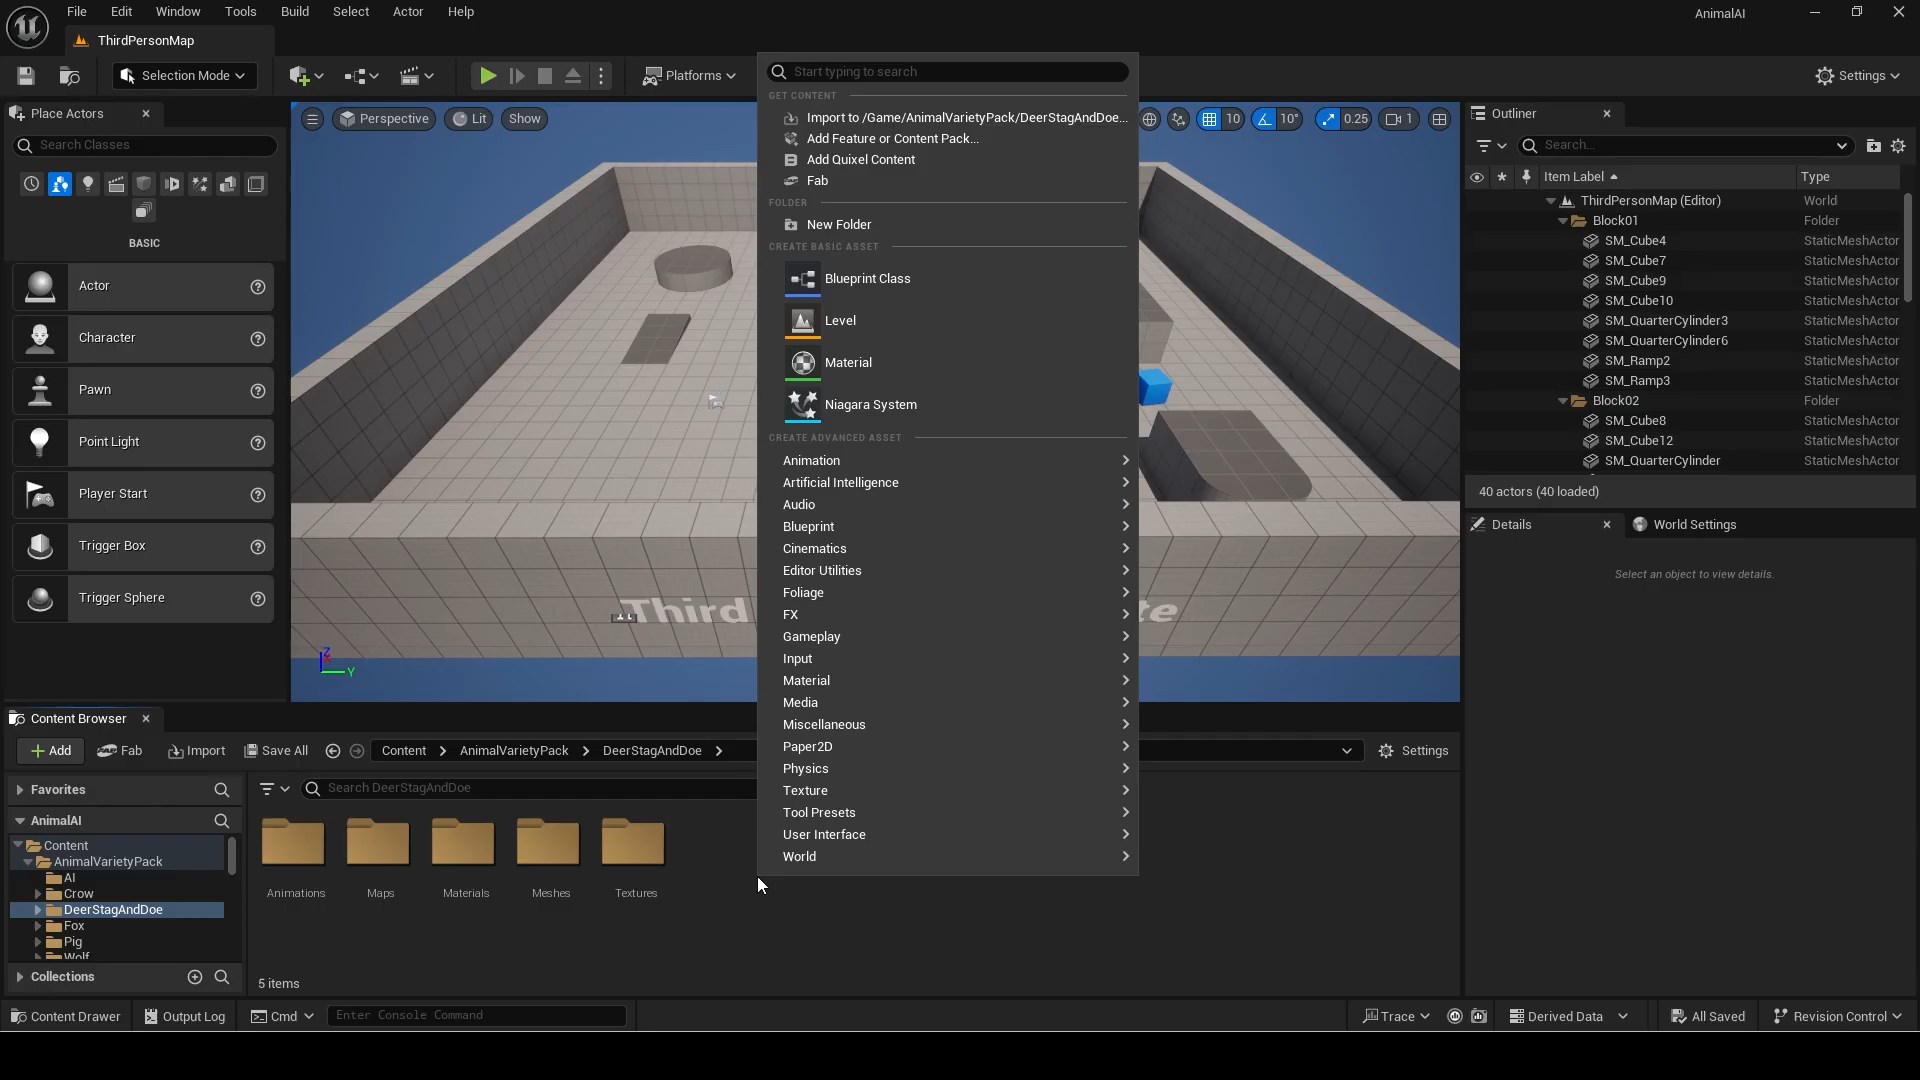 File Edit Window Tools Build Select Actor Help
AnimalAI
ThirdPersonMap
Selection Mode
Platforms
Settings
Place Actors
Search Classes
BASIC
Actor
Character
Pawn
Point Light
Player Start
Trigger Box
Trigger Sphere
Perspective Lit Show
10 10° 0.25 1
Third
te
Z
Y
Start typing to search
GET CONTENT
Import to /Game/AnimalVarietyPack/DeerStagAndDoe...
Add Feature or Content Pack...
Add Quixel Content
Fab
FOLDER
New Folder
CREATE BASIC ASSET
Blueprint Class
Level
Material
Niagara System
CREATE ADVANCED ASSET
Animation
Artificial Intelligence
Audio
Blueprint
Cinematics
Editor Utilities
Foliage
FX
Gameplay
Input
Material
Media
Miscellaneous
Paper2D
Physics
Texture
Tool Presets
User Interface
World
Outliner
Search...
Item Label Type
ThirdPersonMap (Editor) World
Block01 Folder
SM_Cube4 StaticMeshActor
SM_Cube7 StaticMeshActor
SM_Cube9 StaticMeshActor
SM_Cube10 StaticMeshActor
SM_QuarterCylinder3 StaticMeshActor
SM_QuarterCylinder6 StaticMeshActor
SM_Ramp2 StaticMeshActor
SM_Ramp3 StaticMeshActor
Block02 Folder
SM_Cube8 StaticMeshActor
SM_Cube12 StaticMeshActor
SM_QuarterCylinder StaticMeshActor
40 actors (40 loaded)
Details World Settings
Select an object to view details.
Content Browser
Add Fab Import Save All Content AnimalVarietyPack DeerStagAndDoe Settings
Favorites
AnimalAI
Content
AnimalVarietyPack
AI
Crow
DeerStagAndDoe
Fox
Pig
Wolf
Collections
Search DeerStagAndDoe
Animations Maps Materials Meshes Textures
5 items
Content Drawer Output Log Cmd Enter Console Command Trace Derived Data All Saved Revision Control